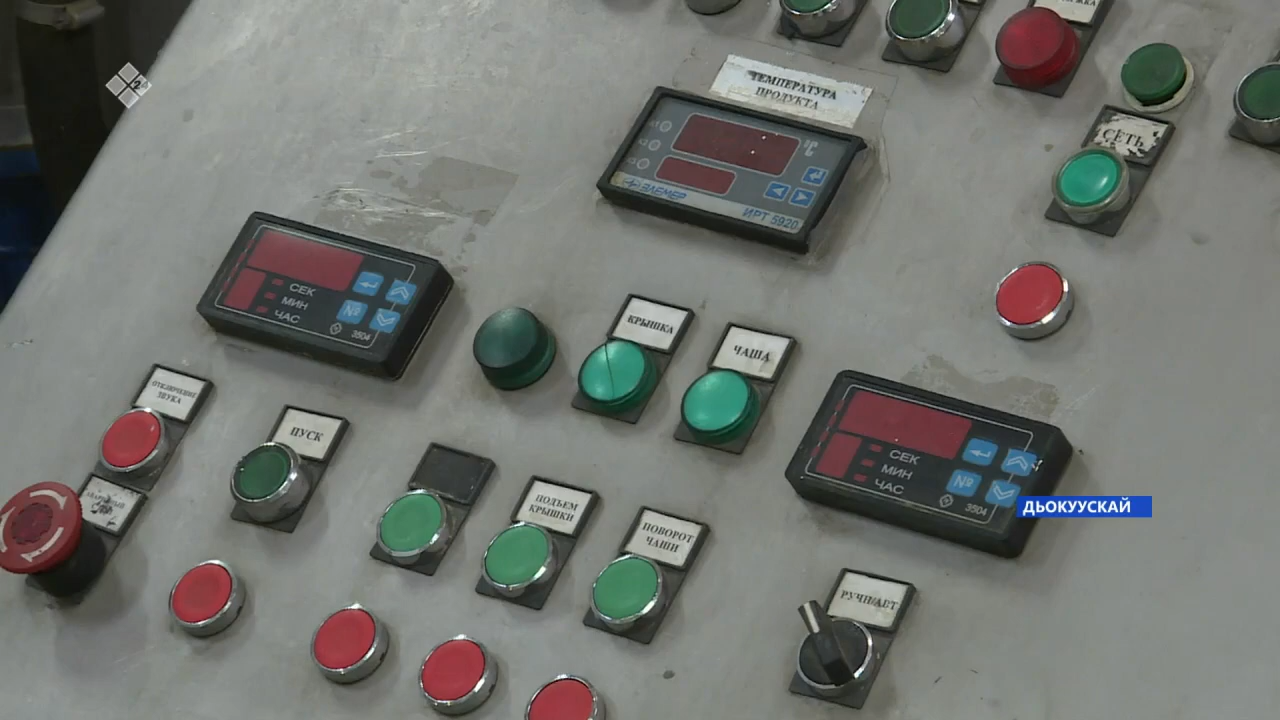 ТЕМПЕРАТУРА
ПРОДУКТА
°C
ЭЛЕМЕР
ИРТ 5920
СЕТЬ
СЕК
МИН
ЧАС
№
3504
КРЫШКА
ЧАША
ОТКЛЮЧЕНИЕ
ЗВУКА
ПУСК
СЕК
МИН
ЧАС
№
3504
ДЬОКУУСКАЙ
ПОДЪЕМ
КРЫШКИ
ПОВОРОТ
ЧАШИ
РУЧН/АВТ